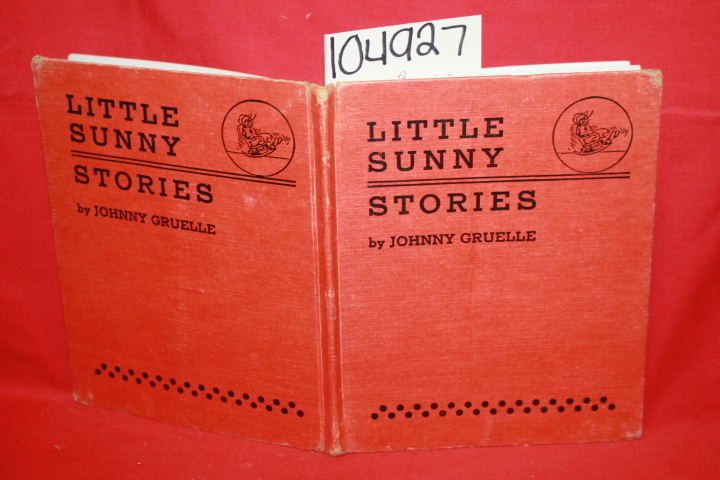 104927
LITTLE
SUNNY
STORIES
by JOHNNY GRUELLE
LITTLE
SUNNY
STORIES
by JOHNNY GRUELLE